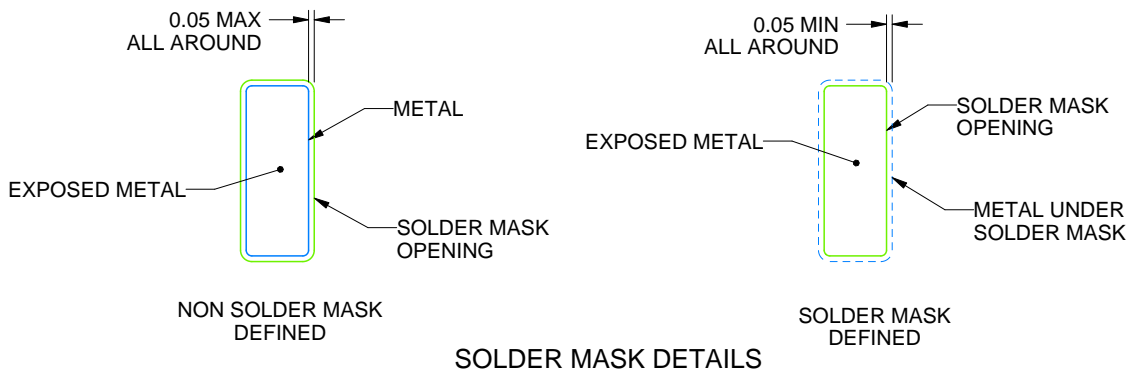 0.05 MAX
ALL AROUND
METAL
EXPOSED METAL
SOLDER MASK
OPENING
NON SOLDER MASK
DEFINED
0.05 MIN
ALL AROUND
SOLDER MASK
OPENING
EXPOSED METAL
METAL UNDER
SOLDER MASK
SOLDER MASK
DEFINED
SOLDER MASK DETAILS